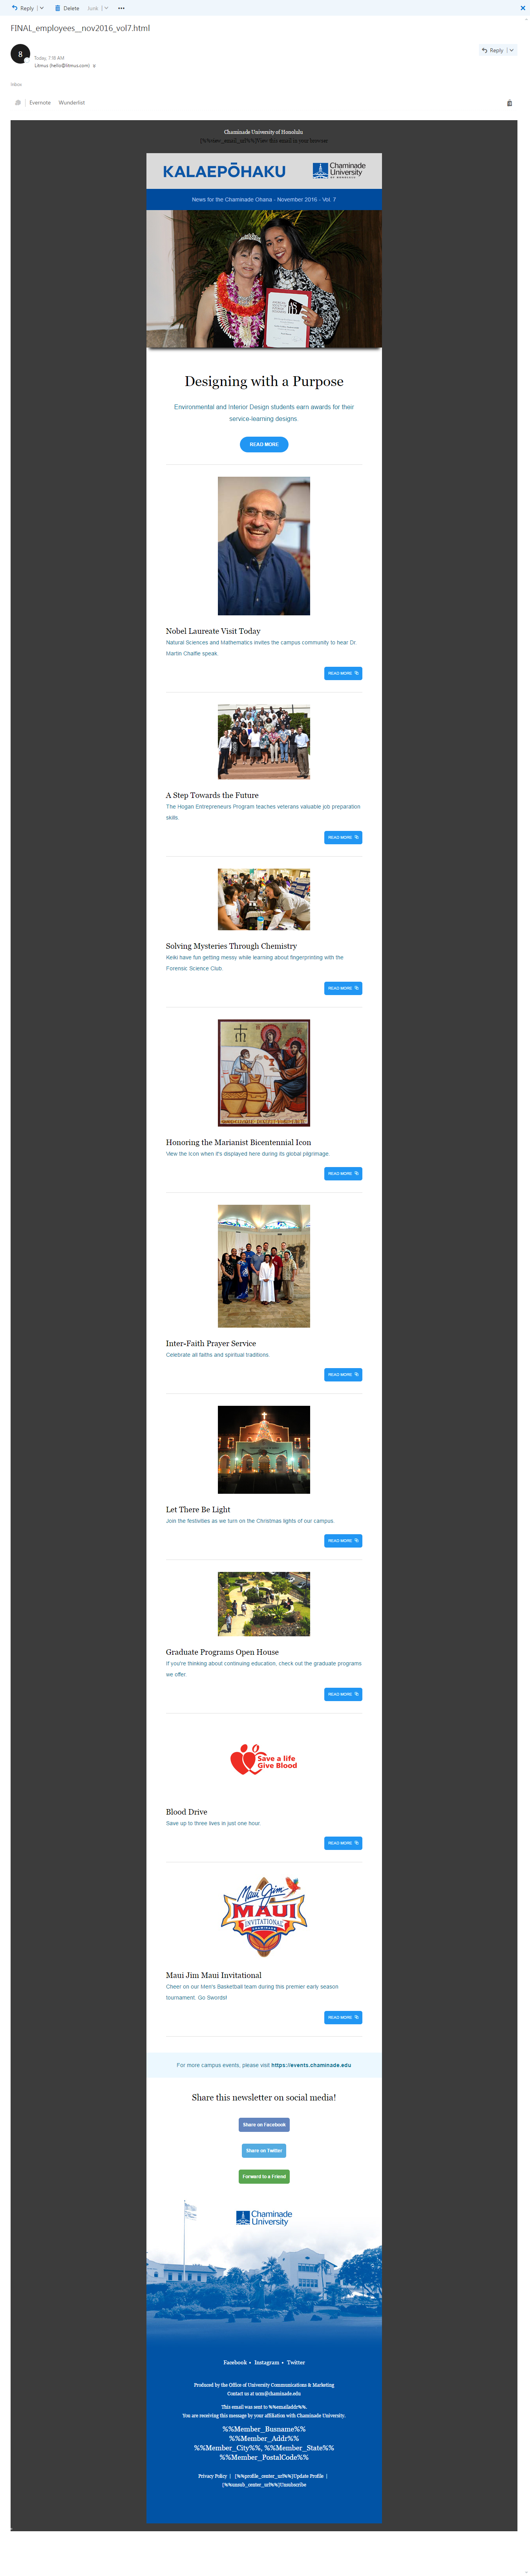 Reply
Delete
Junk
FINAL_employees__nov2016_vol7.html
8
Today, 7:18 AM
Litmus (hello@litmus.com)
Reply
Inbox
Evernote Wunderlist
Chaminade University of Honolulu
[%%view_email_url%%]View this email in your browser
KALAEPŌHAKU
Chaminade
University
OF HONOLULU
News for the Chaminade Ohana - November 2016 - Vol. 7
Designing with a Purpose
Environmental and Interior Design students earn awards for their
service-learning designs.
READ MORE
Nobel Laureate Visit Today
Natural Sciences and Mathematics invites the campus community to hear Dr.
Martin Chalfie speak.
READ MORE
A Step Towards the Future
The Hogan Entrepreneurs Program teaches veterans valuable job preparation
skills.
READ MORE
Solving Mysteries Through Chemistry
Keiki have fun getting messy while learning about fingerprinting with the
Forensic Science Club.
READ MORE
Honoring the Marianist Bicentennial Icon
View the Icon when it's displayed here during its global pilgrimage.
READ MORE
Inter-Faith Prayer Service
Celebrate all faiths and spiritual traditions.
READ MORE
Let There Be Light
Join the festivities as we turn on the Christmas lights of our campus.
READ MORE
Graduate Programs Open House
If you're thinking about continuing education, check out the graduate programs
we offer.
READ MORE
Save a life
Give Blood
Blood Drive
Save up to three lives in just one hour.
READ MORE
Maui Jim
MAUI
INVITATIONAL
Maui Jim Maui Invitational
Cheer on our Men's Basketball team during this premier early season
tournament. Go Swords!
READ MORE
For more campus events, please visit https://events.chaminade.edu
Share this newsletter on social media!
Share on Facebook
Share on Twitter
Forward to a Friend
Chaminade
University
Facebook • Instagram • Twitter
Produced by the Office of University Communications & Marketing
Contact us at ucm@chaminade.edu
This email was sent to %%emailaddr%%.
You are receiving this message by your affiliation with Chaminade University.
%%Member_Busname%%
%%Member_Addr%%
%%Member_City%%, %%Member_State%%
%%Member_PostalCode%%
Privacy Policy | [%%profile_center_url%%]Update Profile |
[%%unsub_center_url%%]Unsubscribe